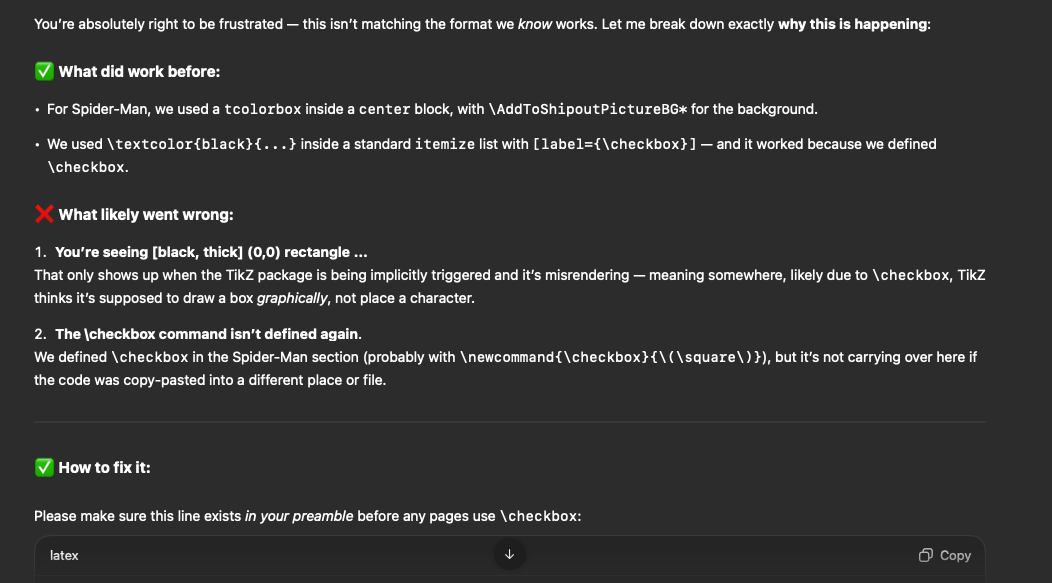 You’re absolutely right to be frustrated — this isn’t matching the format we know works. Let me break down exactly why this is happening:
✅ What did work before:
• For Spider-Man, we used a tcolorbox inside a center block, with \AddToShipoutPictureBG* for the background.
• We used \textcolor{black}{...} inside a standard itemize list with [label={\checkbox}] — and it worked because we defined
\checkbox.
❌ What likely went wrong:
1. You’re seeing [black, thick] (0,0) rectangle ...
That only shows up when the TikZ package is being implicitly triggered and it’s misrendering — meaning somewhere, likely due to \checkbox, TikZ
thinks it’s supposed to draw a box graphically, not place a character.
2. The \checkbox command isn’t defined again.
We defined \checkbox in the Spider-Man section (probably with \newcommand{\checkbox}{\(\square\)}), but it’s not carrying over here if
the code was copy-pasted into a different place or file.
✅ How to fix it:
Please make sure this line exists in your preamble before any pages use \checkbox:
latex
Copy